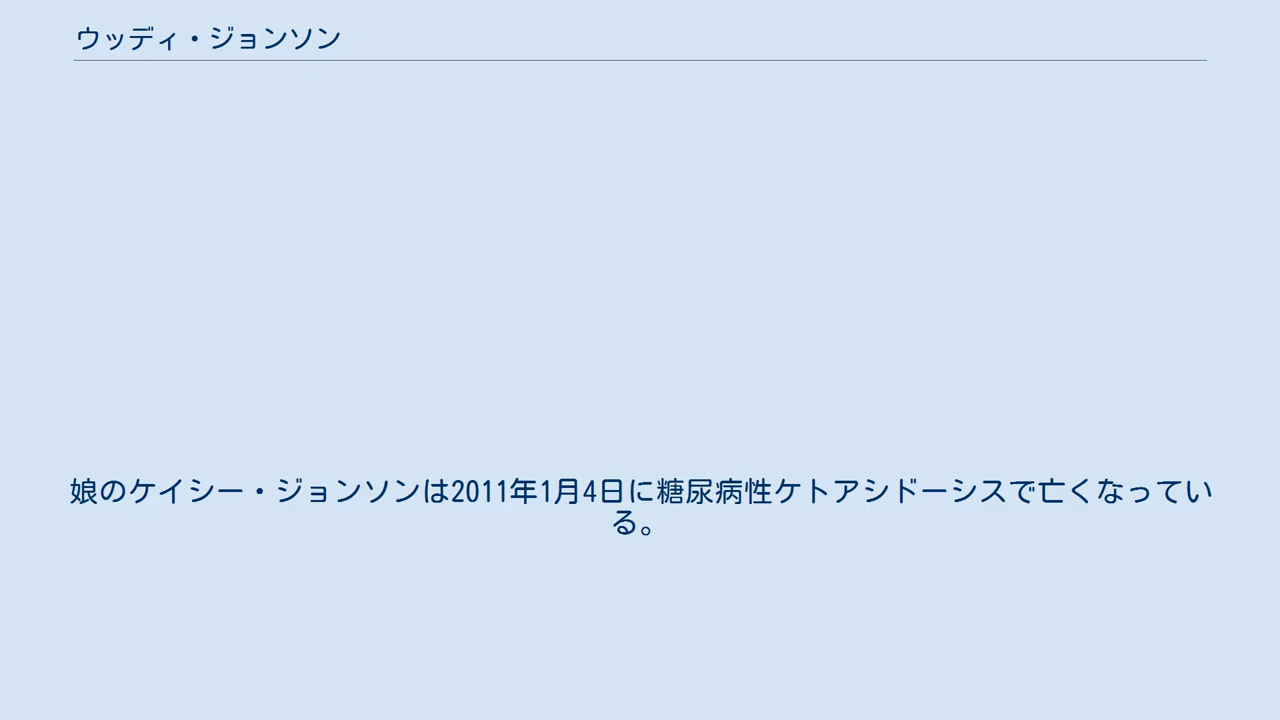 ウッディ・ジョンソン
娘のケイシー・ジョンソンは2011年1月4日に糖尿病性ケトアシドーシスで亡くなってい
る。